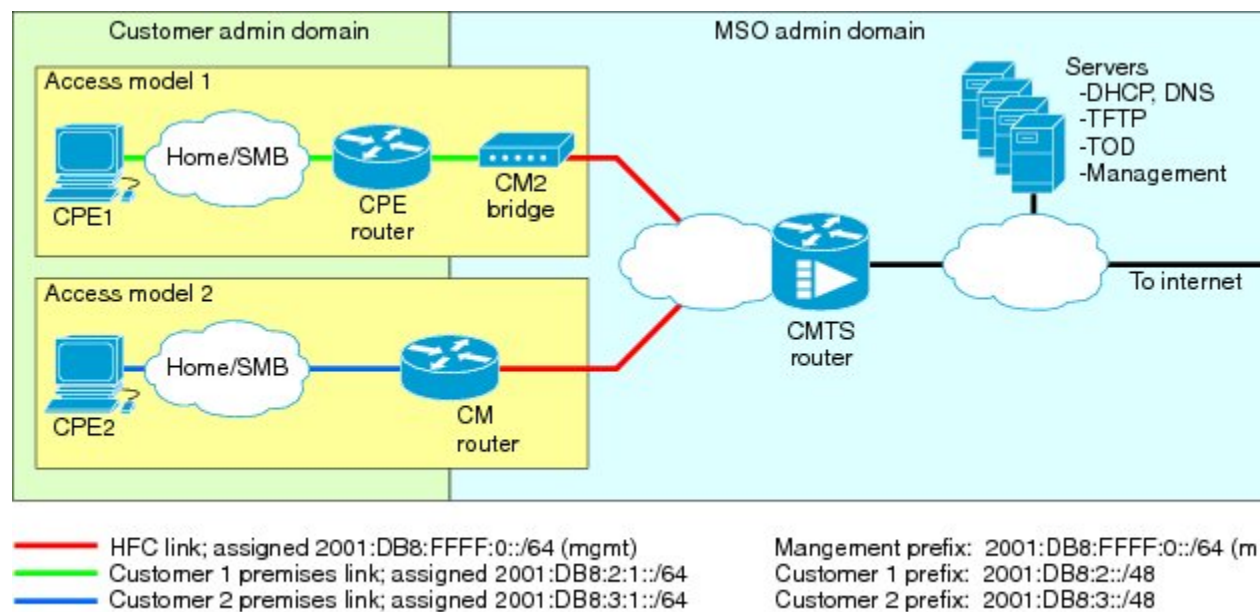 Customer admin domain
MSO admin domain
Access model 1
Home/SMB
CPE1
CPE
router
CM2
bridge
Servers
-DHCP, DNS
-TFTP
-TOD
-Management
To internet
CMTS
router
Access model 2
Home/SMB
CPE2
CM
router
HFC link; assigned 2001:DB8:FFFF:0::/64 (mgmt)
Customer 1 premises link; assigned 2001:DB8:2:1::/64
Customer 2 premises link; assigned 2001:DB8:3:1::/64
Mangement prefix: 2001:DB8:FFFF:0::/64 (m
Customer 1 prefix: 2001:DB8:2::/48
Customer 2 prefix: 2001:DB8:3::/48